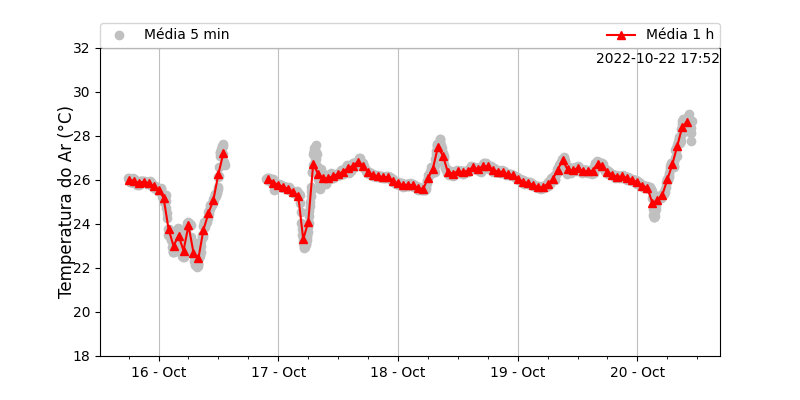 Média 5 min
Média 1 h
2022-10-22 17:52
Temperatura do Ar (°C)
32
30
28
26
24
22
20
18
16 - Oct
17 - Oct
18 - Oct
19 - Oct
20 - Oct